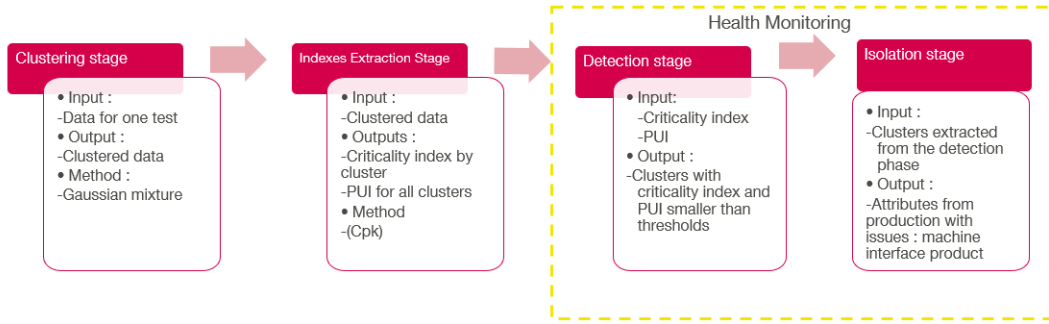 Health Monitoring
Clustering stage
• Input :
-Data for one test
• Output :
-Clustered data
• Method :
-Gaussian mixture
Indexes Extraction Stage
• Input :
-Clustered data
• Outputs :
-Criticality index by
cluster
-PUI for all clusters
• Method
-(Cpk)
Detection stage
• Input:
-Criticality index
-PUI
• Output :
-Clusters with
criticality index and
PUI smaller than
thresholds
Isolation stage
• Input :
-Clusters extracted
from the detection
phase
• Output :
-Attributes from
production with
issues : machine
interface product